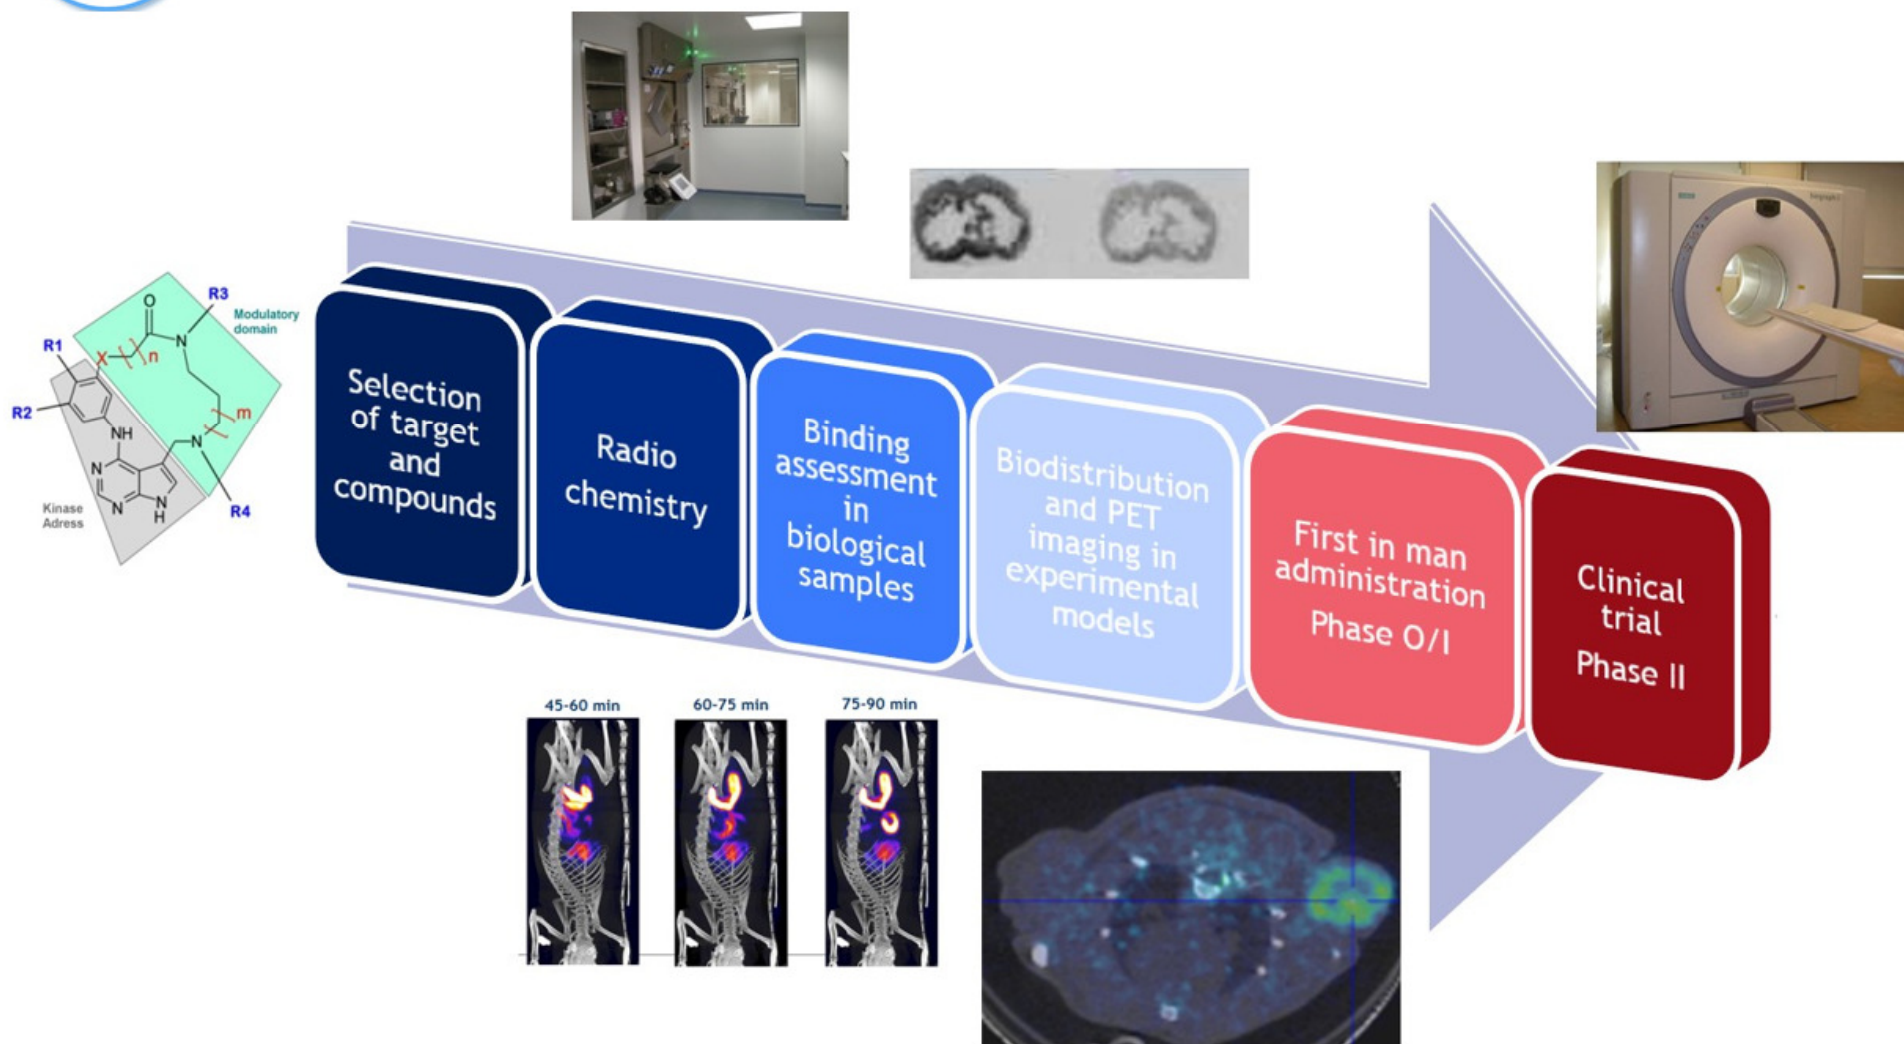 O
R3
Modulatory
domain
R1
X
n
N
R2
m
NH
N
N
N
N
H
R4
Kinase
Adress
Selection
of target
and
compounds
Radio
chemistry
Binding
assessment
in
biological
samples
Biodistribution
and PET
imaging in
experimental
models
First in man
administration
Phase O/I
Clinical
trial
Phase II
45-60 min
60-75 min
75-90 min